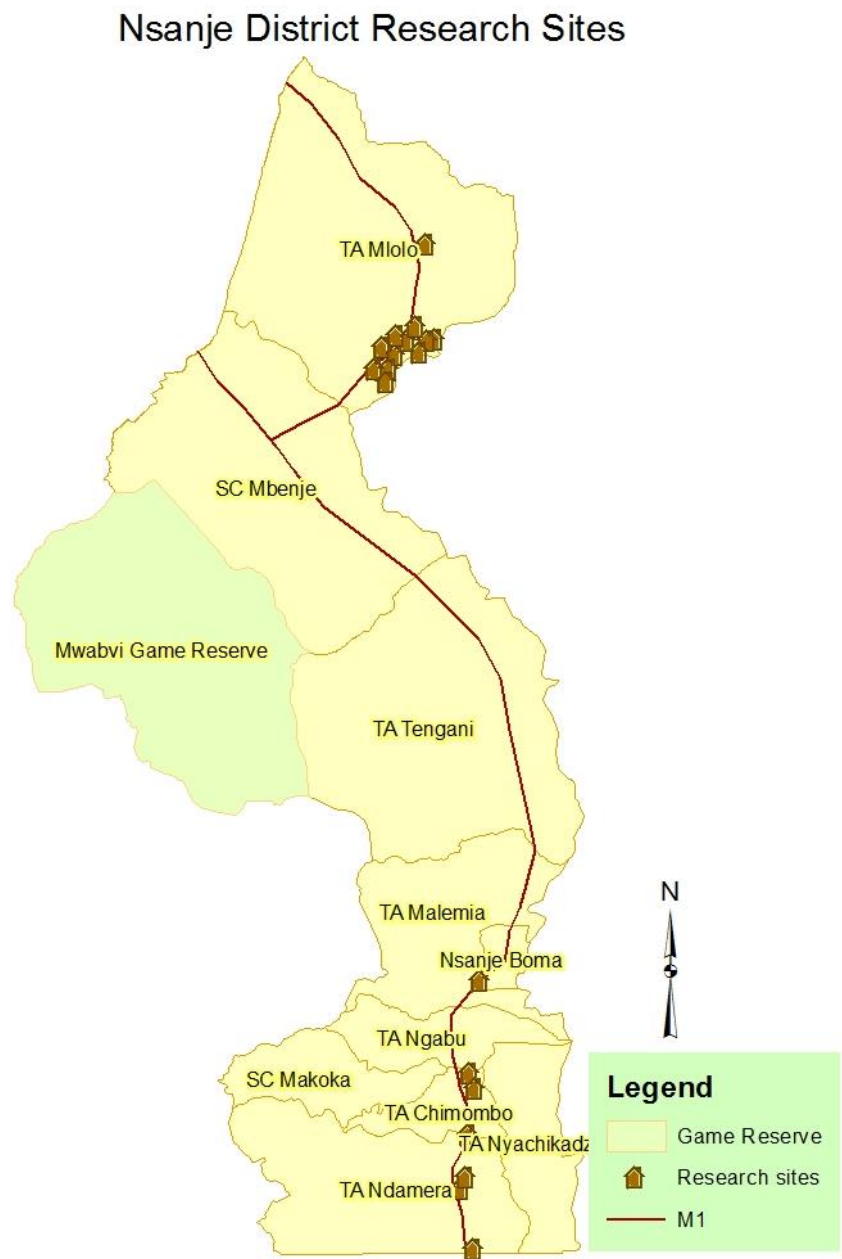 Nsanje District Research Sites
TA Mlolo
SC Mbenje
Mwabvi Game Reserve
TA Tengani
N
TA Malemia
Nsanje Boma
TA Ngabu
SC Makoka
TA Chimombo
TA Nyachikadz
TA Ndamera
Legend
Game Reserve
Research sites
M1